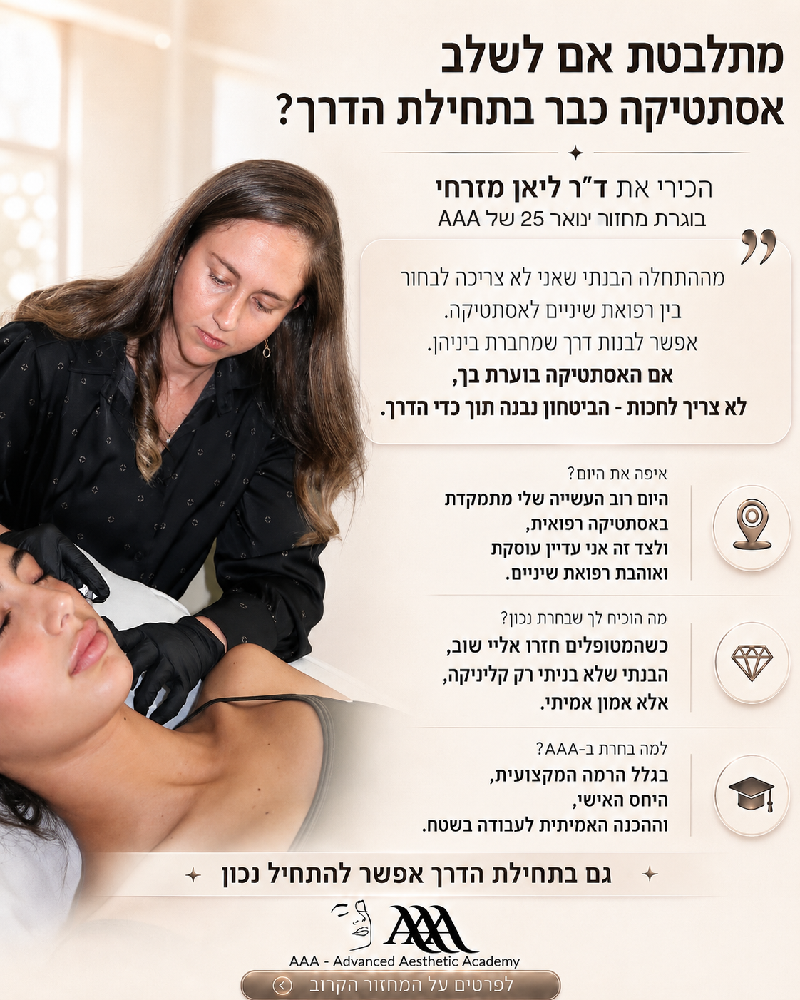 מתלבטת אם לשלב
אסתטיקה כבר בתחילת הדרך?
הכירי את ד"ר ליאן מזרחי
בוגרת מחזור ינואר 25 של AAA
”
מההתחלה הבנתי שאני לא צריכה לבחור
בין רפואת שיניים לאסתטיקה.
אפשר לבנות דרך שמחברת ביניהן.
אם האסתטיקה בוערת בך,
לא צריך לחכות - הביטחון נבנה תוך כדי הדרך.
איפה את היום?
היום רוב העשייה שלי מתמקדת
באסתטיקה רפואית,
ולצד זה אני עדיין עוסקת
ואוהבת רפואת שיניים.
מה הוכיח לך שבחרת נכון?
כשהמטופלים חזרו אליי שוב,
הבנתי שלא בניתי רק קליניקה,
אלא אמון אמיתי.
למה בחרת ב-AAA?
בגלל הרמה המקצועית,
היחס האישי,
וההכנה האמיתית לעבודה בשטח.
גם בתחילת הדרך אפשר להתחיל נכון
AAA
AAA - Advanced Aesthetic Academy
לפרטים על המחזור הקרוב